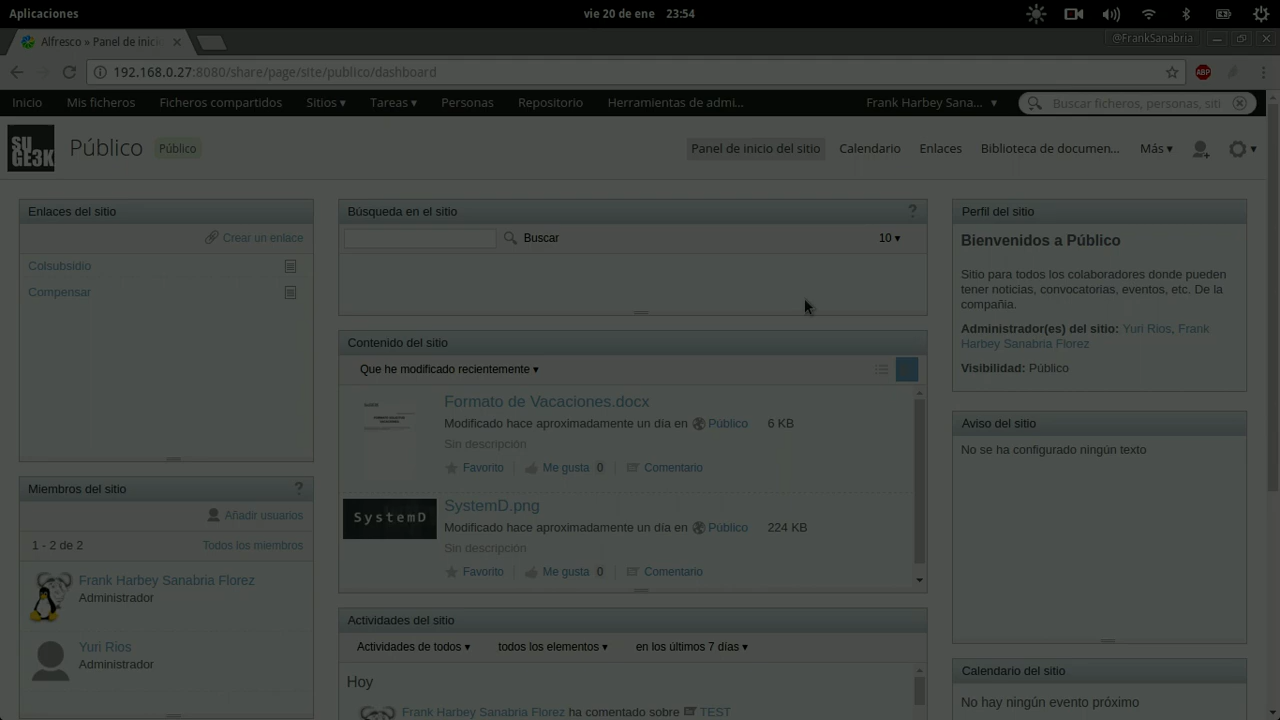 Aplicaciones
vie 20 de ene 23:54
Alfresco » Panel de inic
@FrankSanabria
192.168.0.27:8080/share/page/site/publico/dashboard
ABP
Inicio
Mis ficheros
Ficheros compartidos
Sitios ▾
Tareas ▾
Personas
Repositorio
Herramientas de admi...
Frank Harbey Sana... ▾
Buscar ficheros, personas, siti
SU
GE3K
Público
Público
Panel de inicio del sitio
Calendario
Enlaces
Biblioteca de documen...
Más ▾
Enlaces del sitio
Crear un enlace
Colsubsidio
Compensar
Miembros del sitio
?
Añadir usuarios
1 - 2 de 2
Todos los miembros
Frank Harbey Sanabria Florez
Administrador
Yuri Rios
Administrador
Búsqueda en el sitio
?
Buscar
10 ▾
Contenido del sitio
Que he modificado recientemente ▾
Formato de Vacaciones.docx
Modificado hace aproximadamente un día en Público 6 KB
Sin descripción
Favorito
Me gusta 0
Comentario
SystemD
SystemD.png
Modificado hace aproximadamente un día en Público 224 KB
Sin descripción
Favorito
Me gusta 0
Comentario
Actividades del sitio
Actividades de todos ▾
todos los elementos ▾
en los últimos 7 días ▾
Hoy
Frank Harbey Sanabria Florez ha comentado sobre TEST
Perfil del sitio
Bienvenidos a Público
Sitio para todos los colaboradores donde pueden
tener noticias, convocatorias, eventos, etc. De la
compañia.
Administrador(es) del sitio: Yuri Rios, Frank
Harbey Sanabria Florez
Visibilidad: Público
Aviso del sitio
No se ha configurado ningún texto
Calendario del sitio
No hay ningún evento próximo